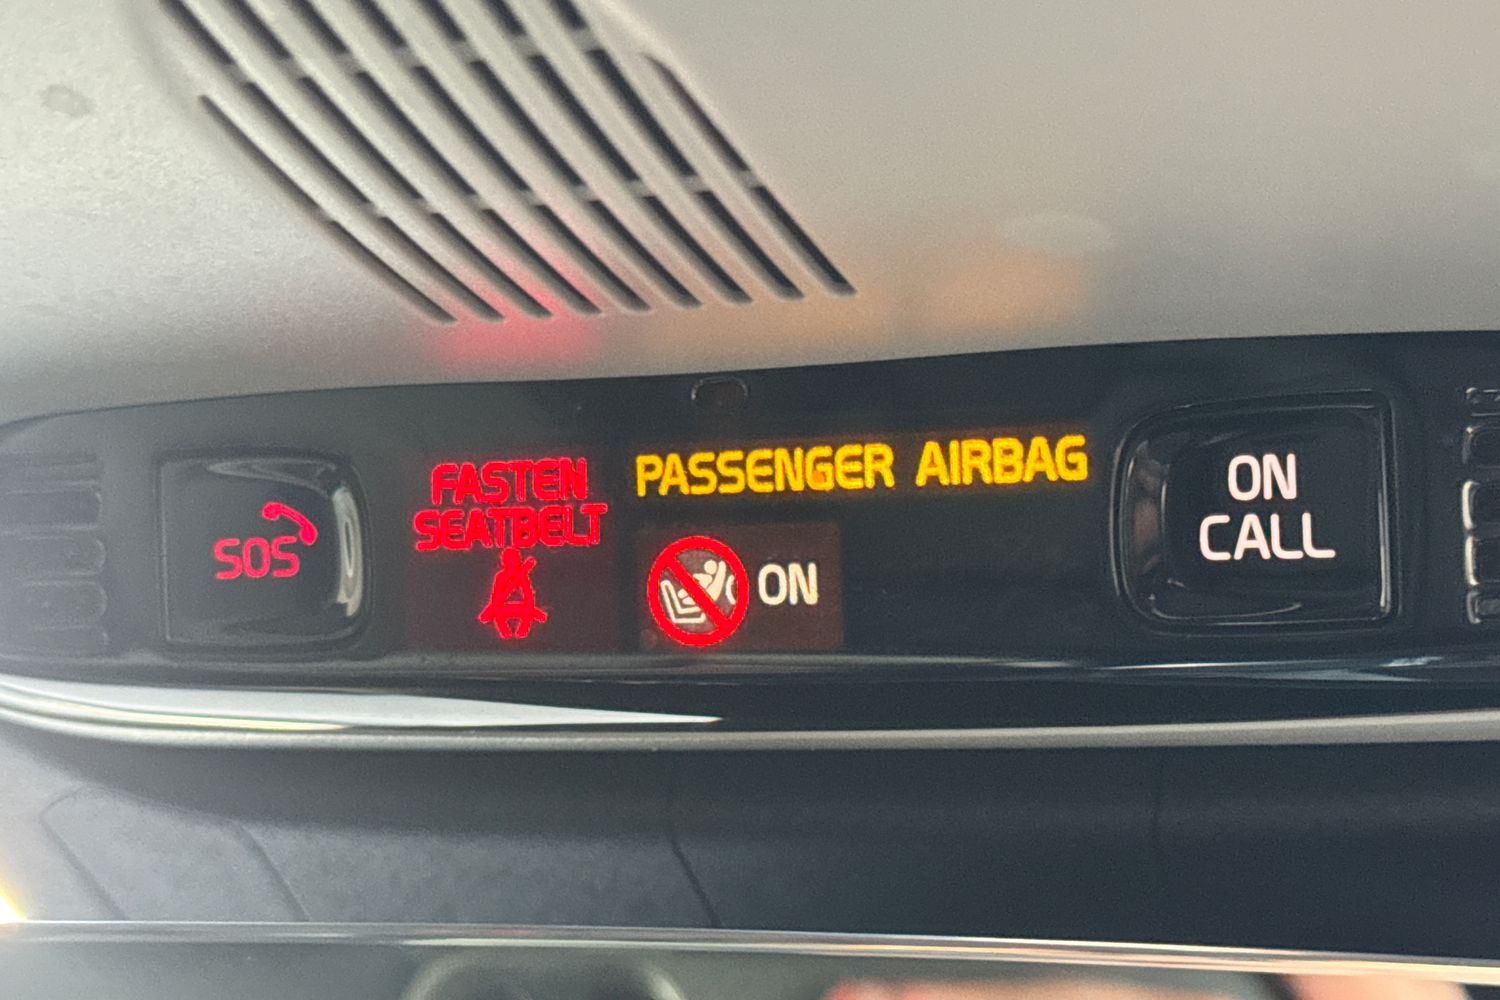 SOS
FASTEN
SEATBELT
PASSENGER AIRBAG
ON
ON
CALL